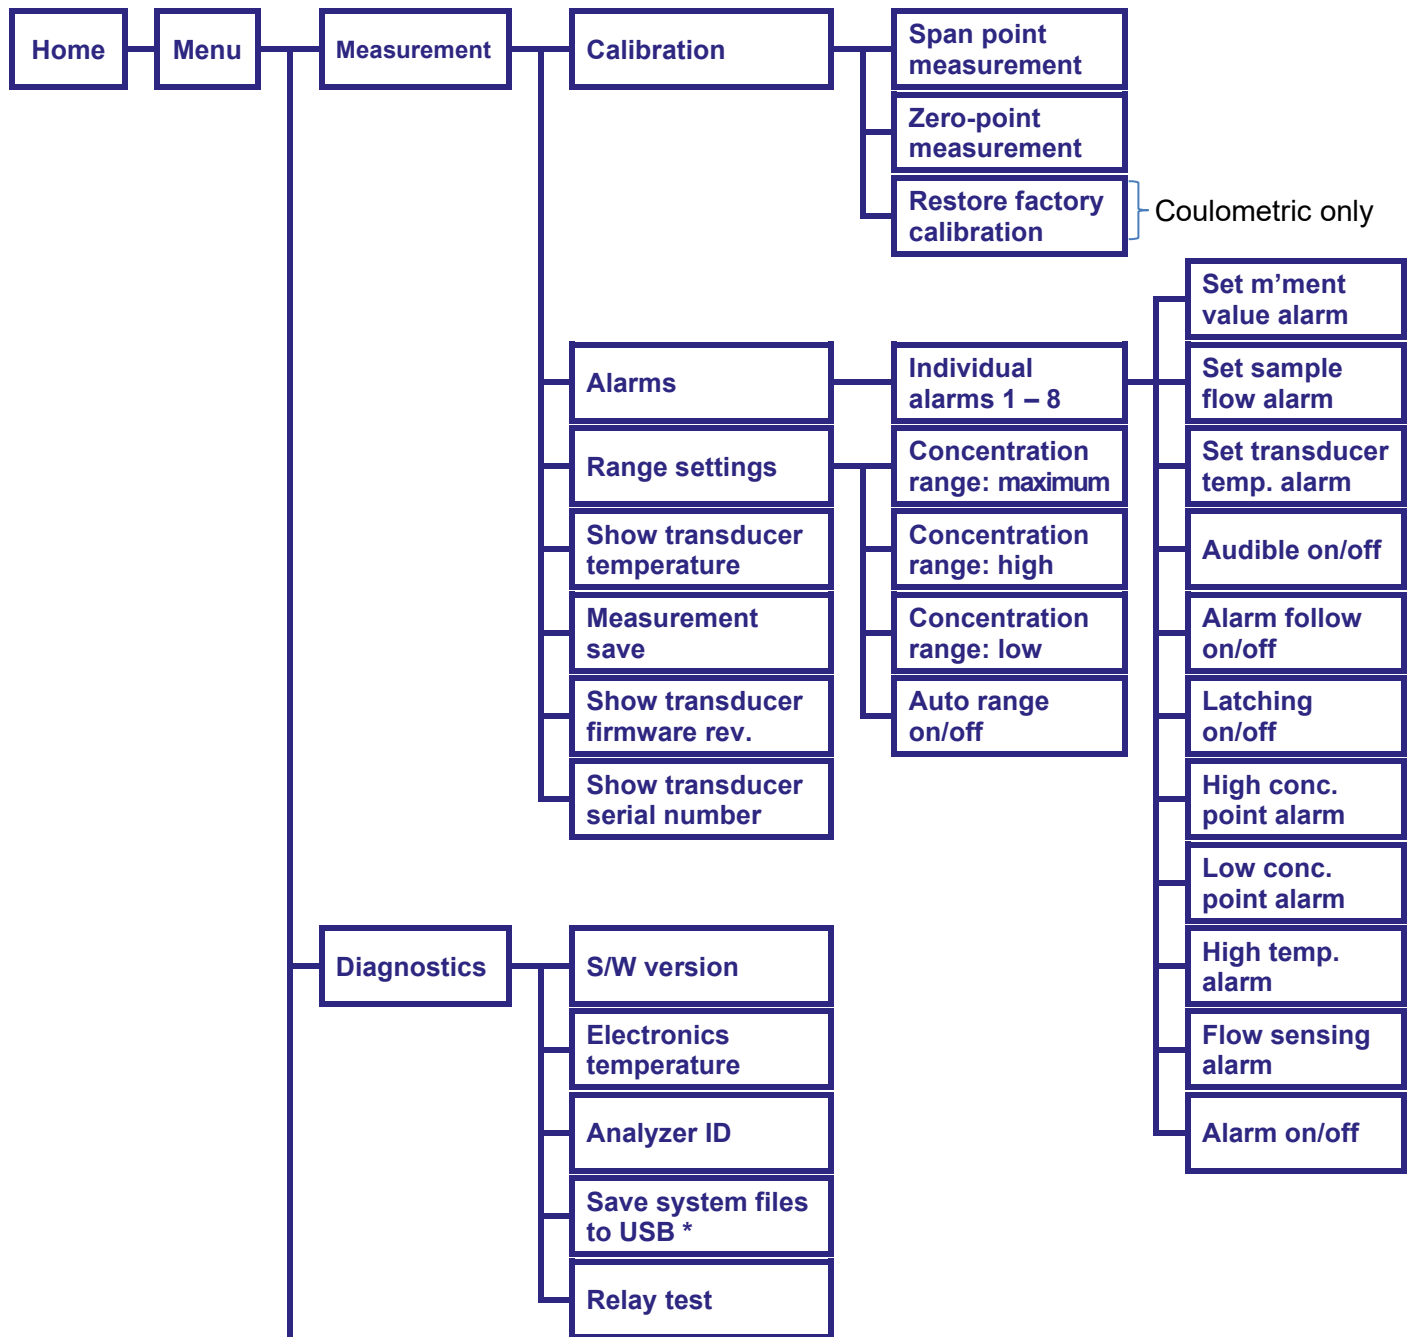 Home
Menu
Measurement
Calibration
Span point
measurement
Zero-point
measurement
Restore factory
calibration
Coulometric only
Alarms
Individual
alarms 1 – 8
Set m’ment
value alarm
Set sample
flow alarm
Set transducer
temp. alarm
Audible on/off
Alarm follow
on/off
Latching
on/off
High conc.
point alarm
Low conc.
point alarm
High temp.
alarm
Flow sensing
alarm
Alarm on/off
Range settings
Concentration
range: maximum
Concentration
range: high
Concentration
range: low
Auto range
on/off
Show transducer
temperature
Measurement
save
Show transducer
firmware rev.
Show transducer
serial number
Diagnostics
S/W version
Electronics
temperature
Analyzer ID
Save system files
to USB *
Relay test